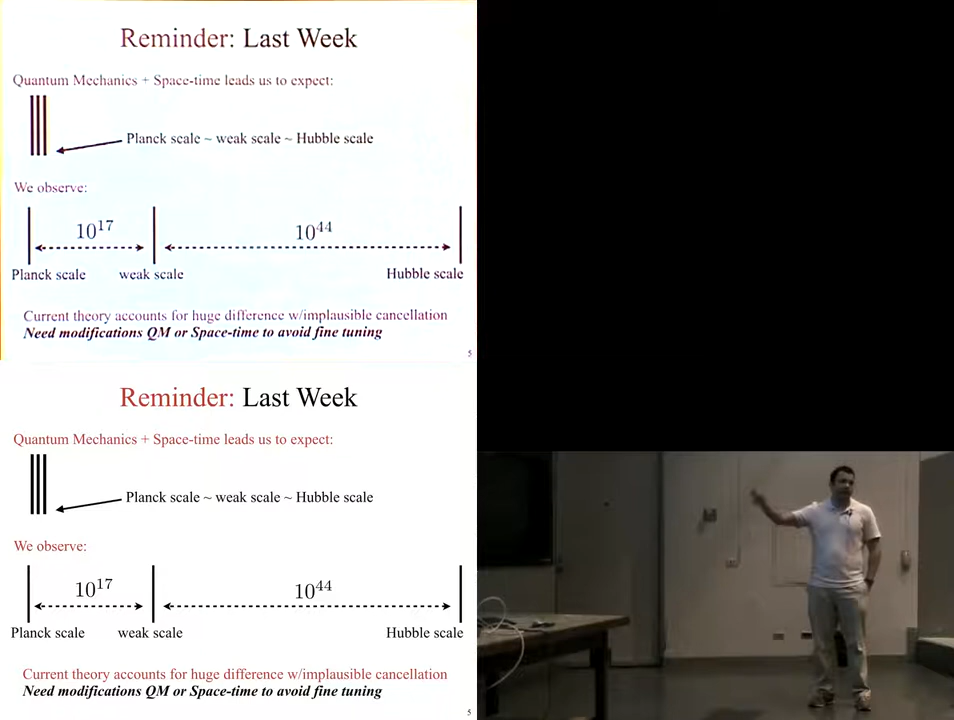 Reminder: Last Week
Quantum Mechanics + Space-time leads us to expect:
Planck scale ~ weak scale ~ Hubble scale
We observe:
10^17 10^44
Planck scale weak scale Hubble scale
Current theory accounts for huge difference w/implausible cancellation
Need modifications QM or Space-time to avoid fine tuning
5
Reminder: Last Week
Quantum Mechanics + Space-time leads us to expect:
Planck scale ~ weak scale ~ Hubble scale
We observe:
10^17 10^44
Planck scale weak scale Hubble scale
Current theory accounts for huge difference w/implausible cancellation
Need modifications QM or Space-time to avoid fine tuning
5